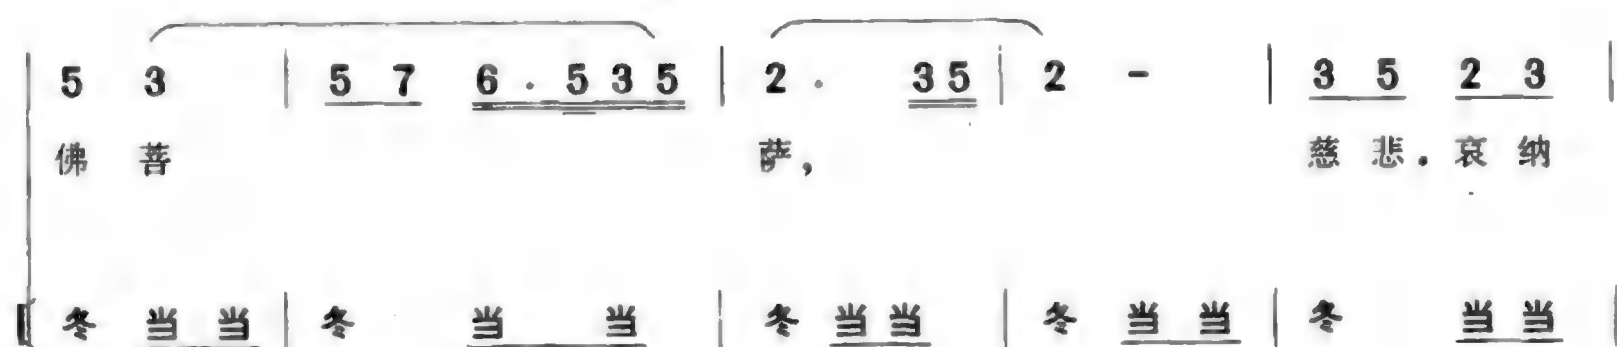 5 3 | 5 7 6 . 5 3 5 | 2 . 3 5 | 2 - | 3 5 2 3 |
佛 菩 萨， 慈 悲 . 哀 纳
冬 当 当 | 冬 当 当 | 冬 当 当 | 冬 当 当 | 冬 当 当 |